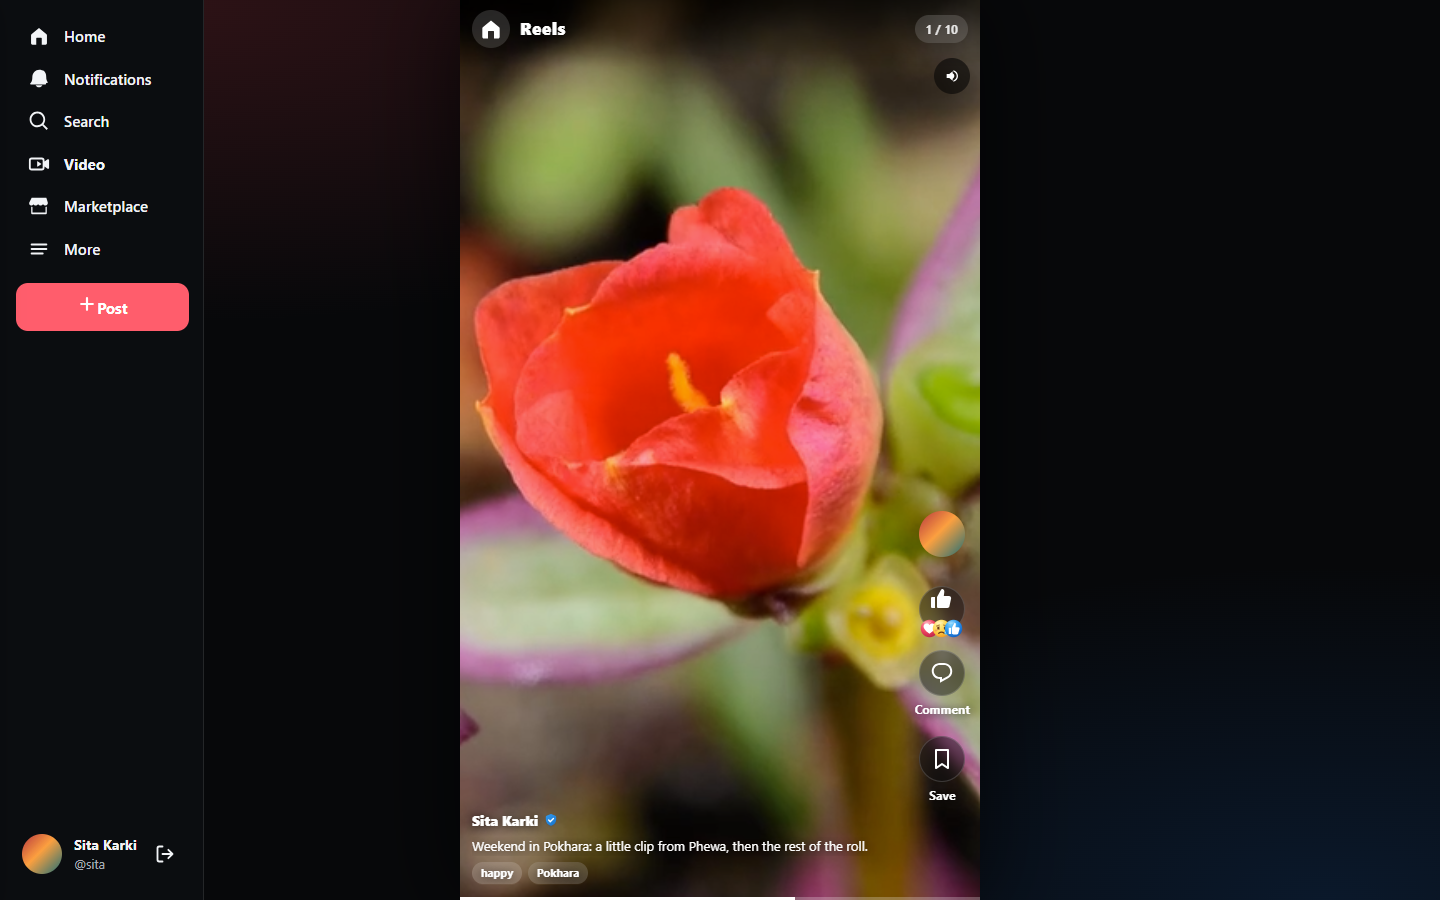 Home
Notifications
Search
Video
Marketplace
More
Post
Sita Karki
@sita
Reels
1 / 10
Comment
Save
Sita Karki
Weekend in Pokhara: a little clip from Phewa, then the rest of the roll.
happy
Pokhara